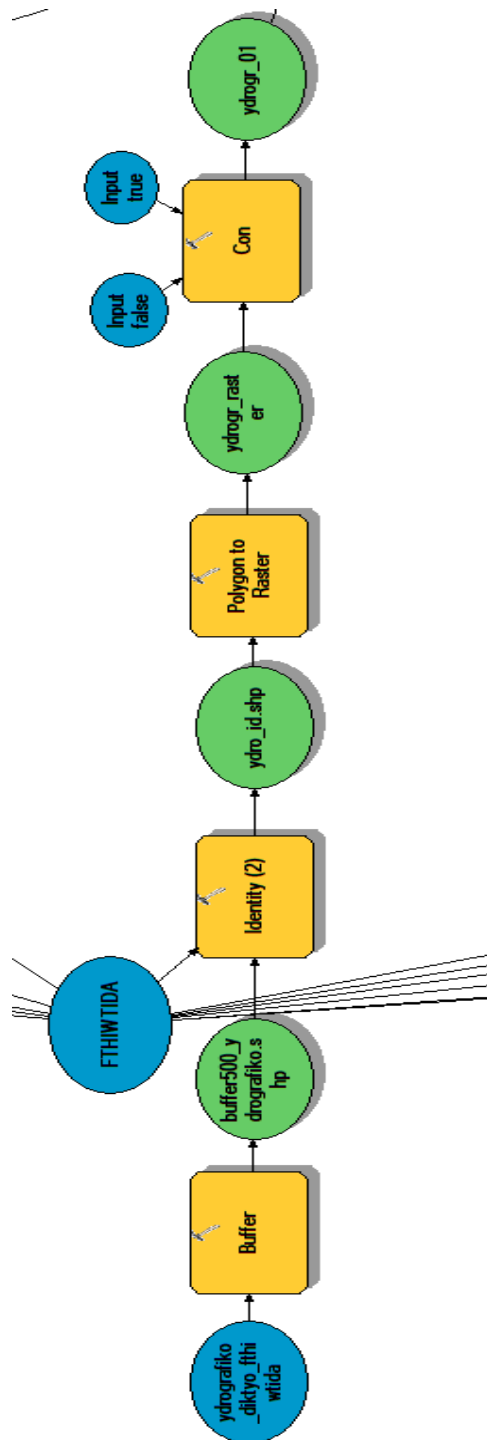 ydrogr_01
Input
true
Input
false
Con
ydrogr_rast
er
Polygon to
Raster
ydro_id.shp
Identity (2)
FTHIWTIDA
buffer500_y
drografiko.s
hp
Buffer
ydrografiko
_diktyo_fthi
wtida